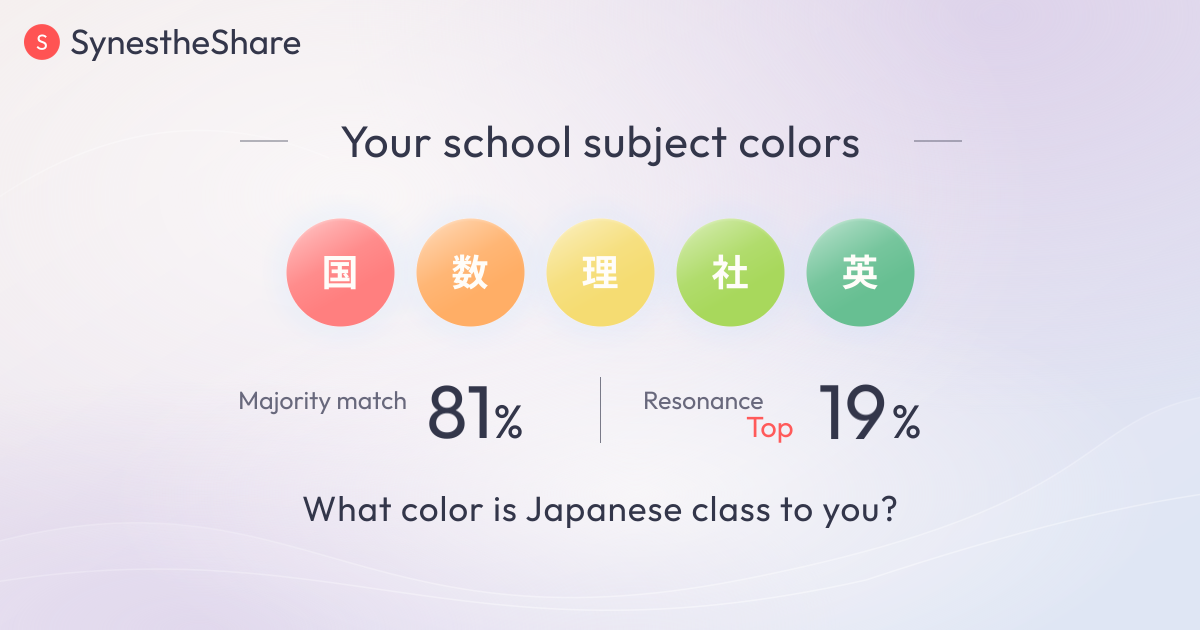 S SynestheShare
Your school subject colors
国 数 理 社 英
Majority match 81%
Resonance Top 19%
What color is Japanese class to you?